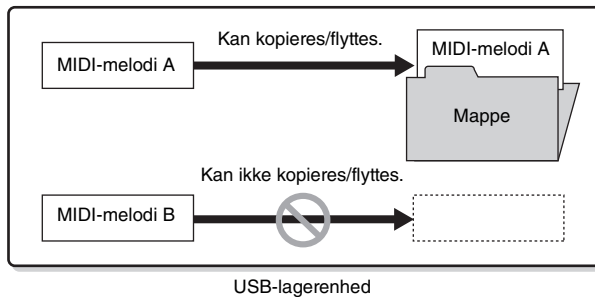 Kan kopieres/flyttes.
MIDI-melodi A
MIDI-melodi A
Mappe
Kan ikke kopieres/flyttes.
MIDI-melodi B
USB-lagerenhed